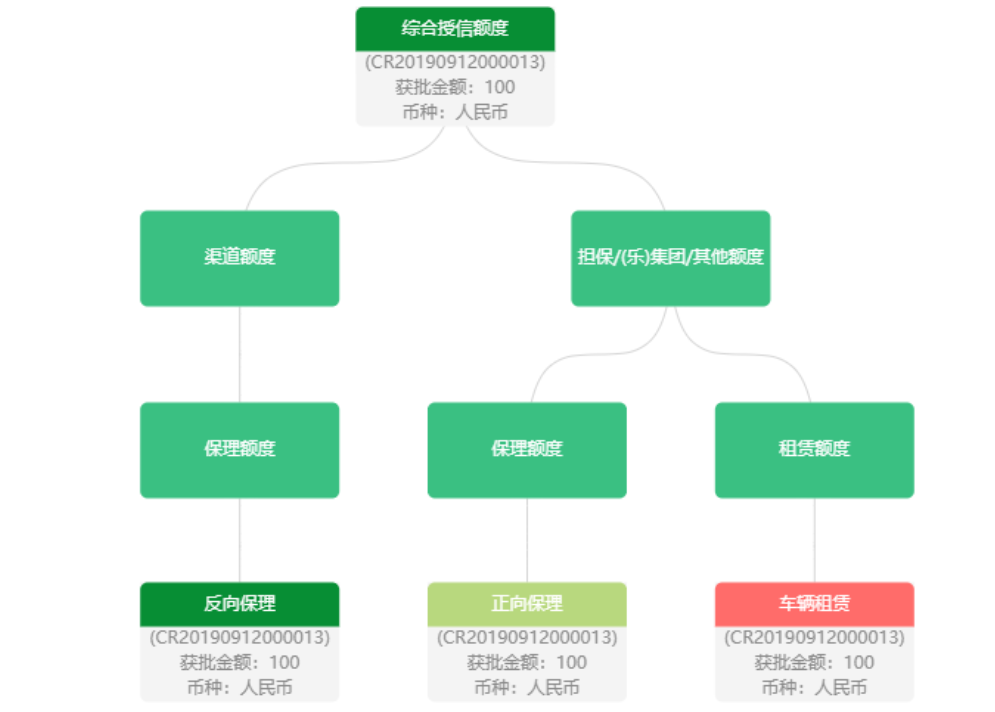 综合授信额度
(CR20190912000013)
获批金额：100
币种：人民币
渠道额度
担保/(乐)集团/其他额度
保理额度
保理额度
租赁额度
反向保理
(CR20190912000013)
获批金额：100
币种：人民币
正向保理
(CR20190912000013)
获批金额：100
币种：人民币
车辆租赁
(CR20190912000013)
获批金额：100
币种：人民币